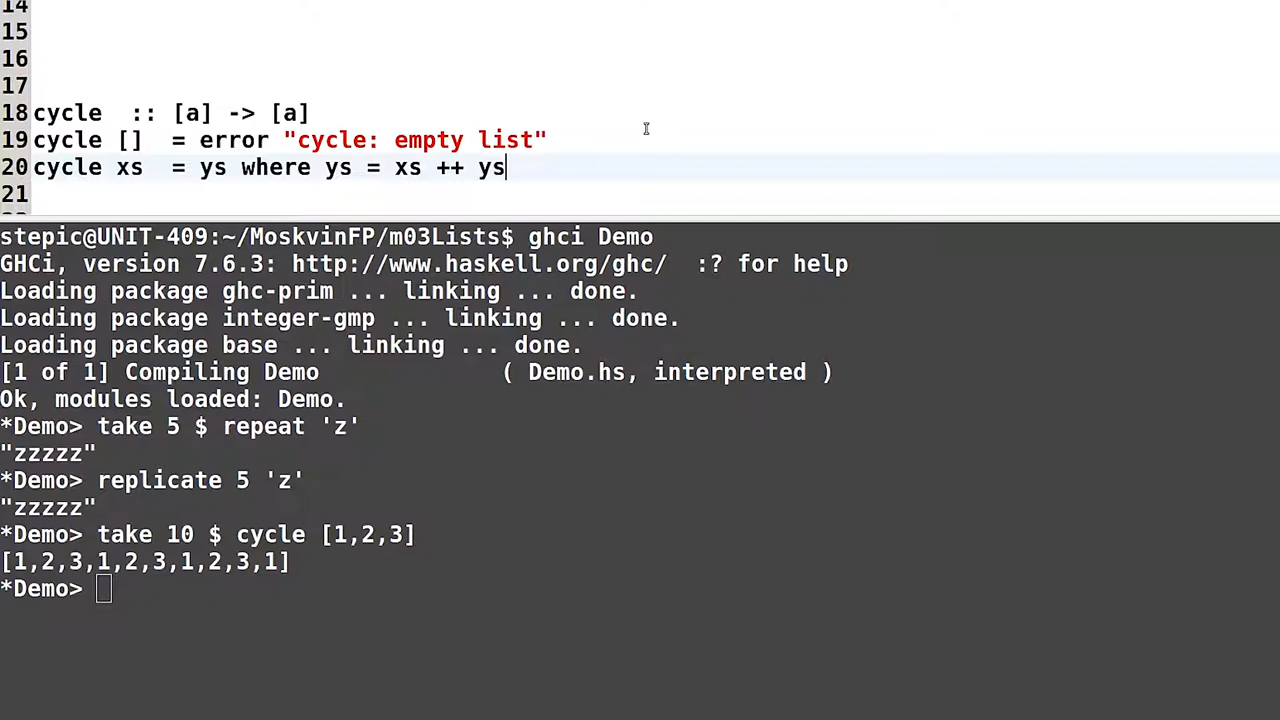 14
15
16
17
18 cycle  :: [a] -> [a]
19 cycle []  = error "cycle: empty list"
20 cycle xs  = ys where ys = xs ++ ys
21
stepic@UNIT-409:~/MoskvinFP/m03Lists$ ghci Demo
GHCi, version 7.6.3: http://www.haskell.org/ghc/  :? for help
Loading package ghc-prim ... linking ... done.
Loading package integer-gmp ... linking ... done.
Loading package base ... linking ... done.
[1 of 1] Compiling Demo             ( Demo.hs, interpreted )
Ok, modules loaded: Demo.
*Demo> take 5 $ repeat 'z'
"zzzzz"
*Demo> replicate 5 'z'
"zzzzz"
*Demo> take 10 $ cycle [1,2,3]
[1,2,3,1,2,3,1,2,3,1]
*Demo>